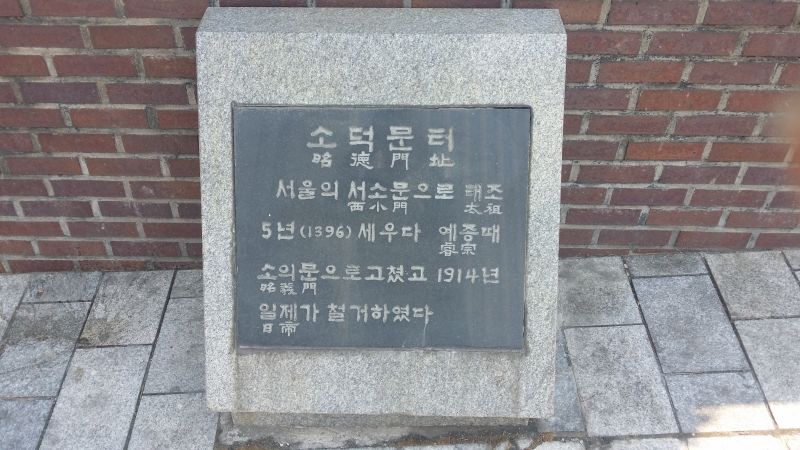 소덕문터
昭德門址
서울의 서소문으로 태조
西小門 太祖
5년(1396) 세우다 예종때
睿宗
소의문으로고쳤고 1914년
昭義門
일제가 철거하였다
日帝